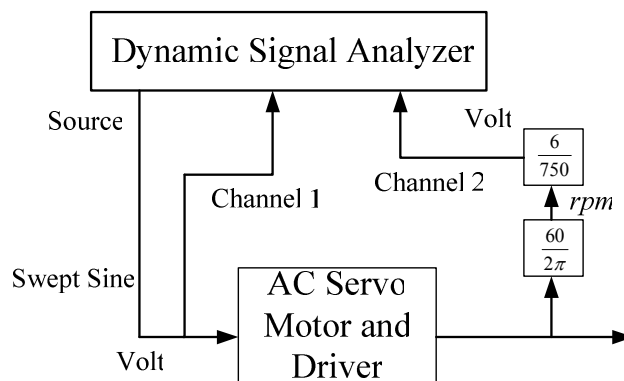 Dynamic Signal Analyzer
Source
Volt
6
750
Channel 1
Channel 2
rpm
60
2π
Swept Sine
AC Servo
Motor and
Driver
Volt